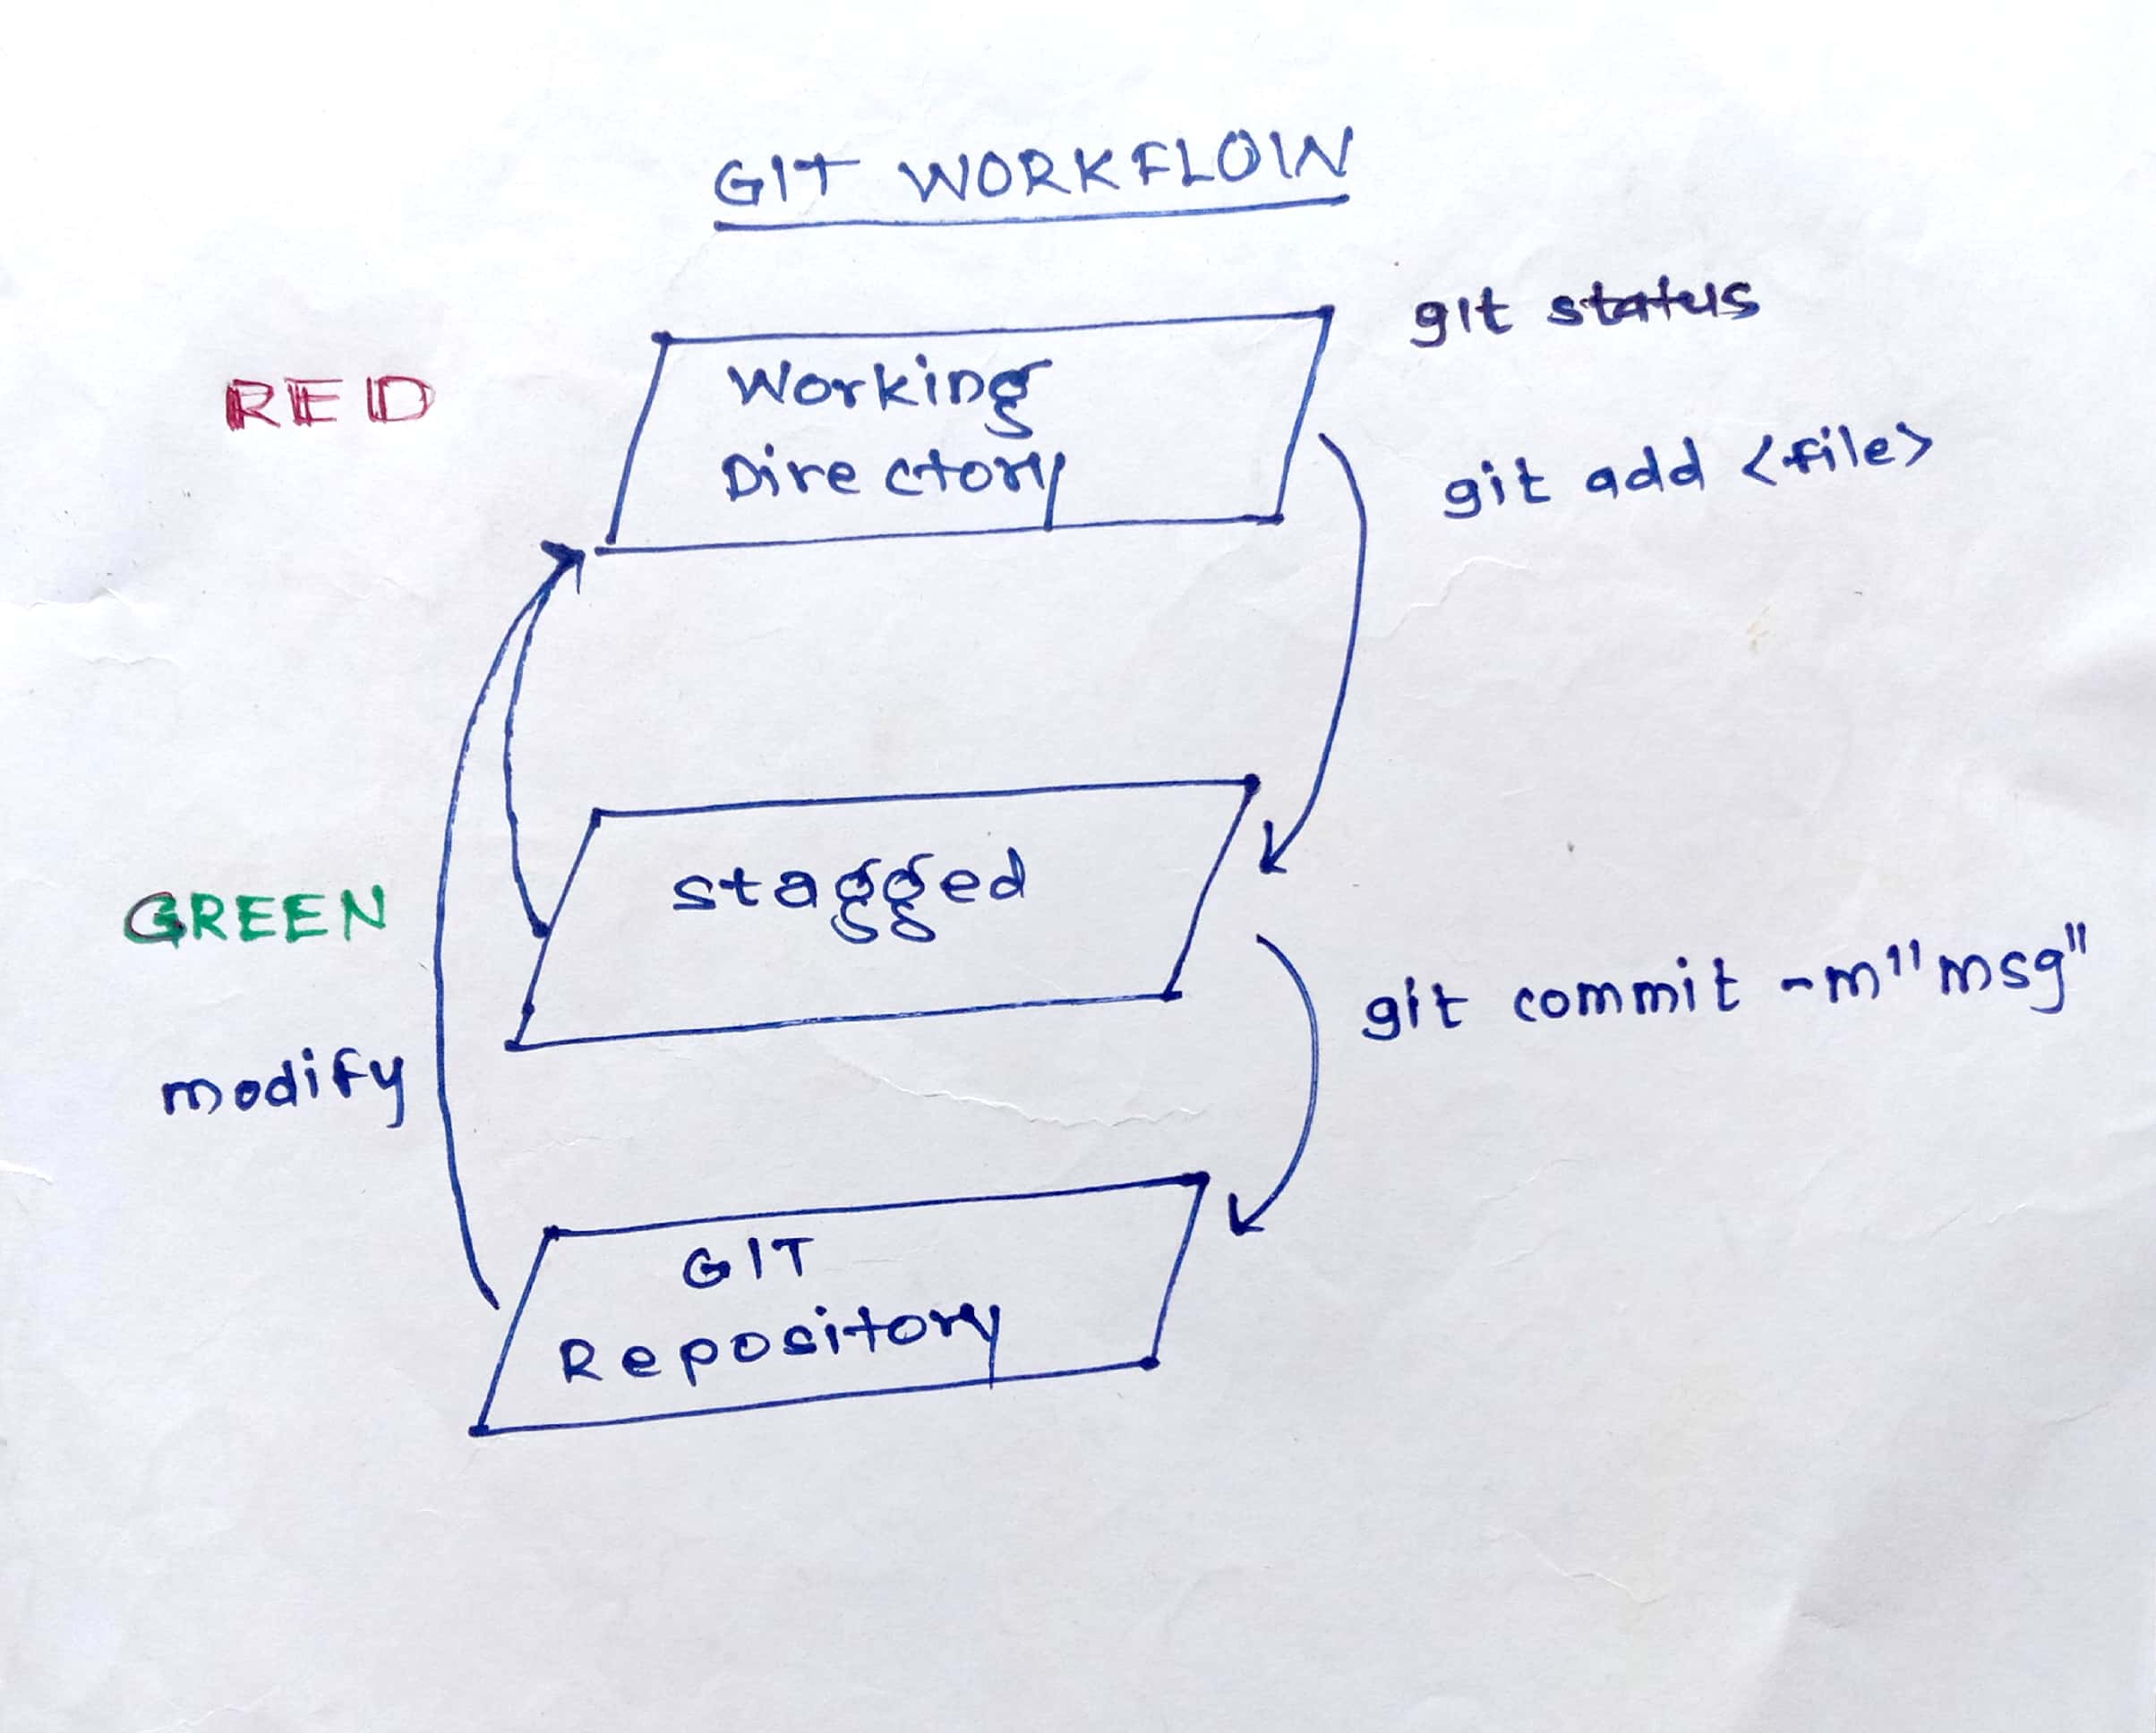 GIT WORKFLOW
git status
RED
Working
Directory
git add <file>
GREEN
stagged
git commit -m"msg"
modify
GIT
Repository